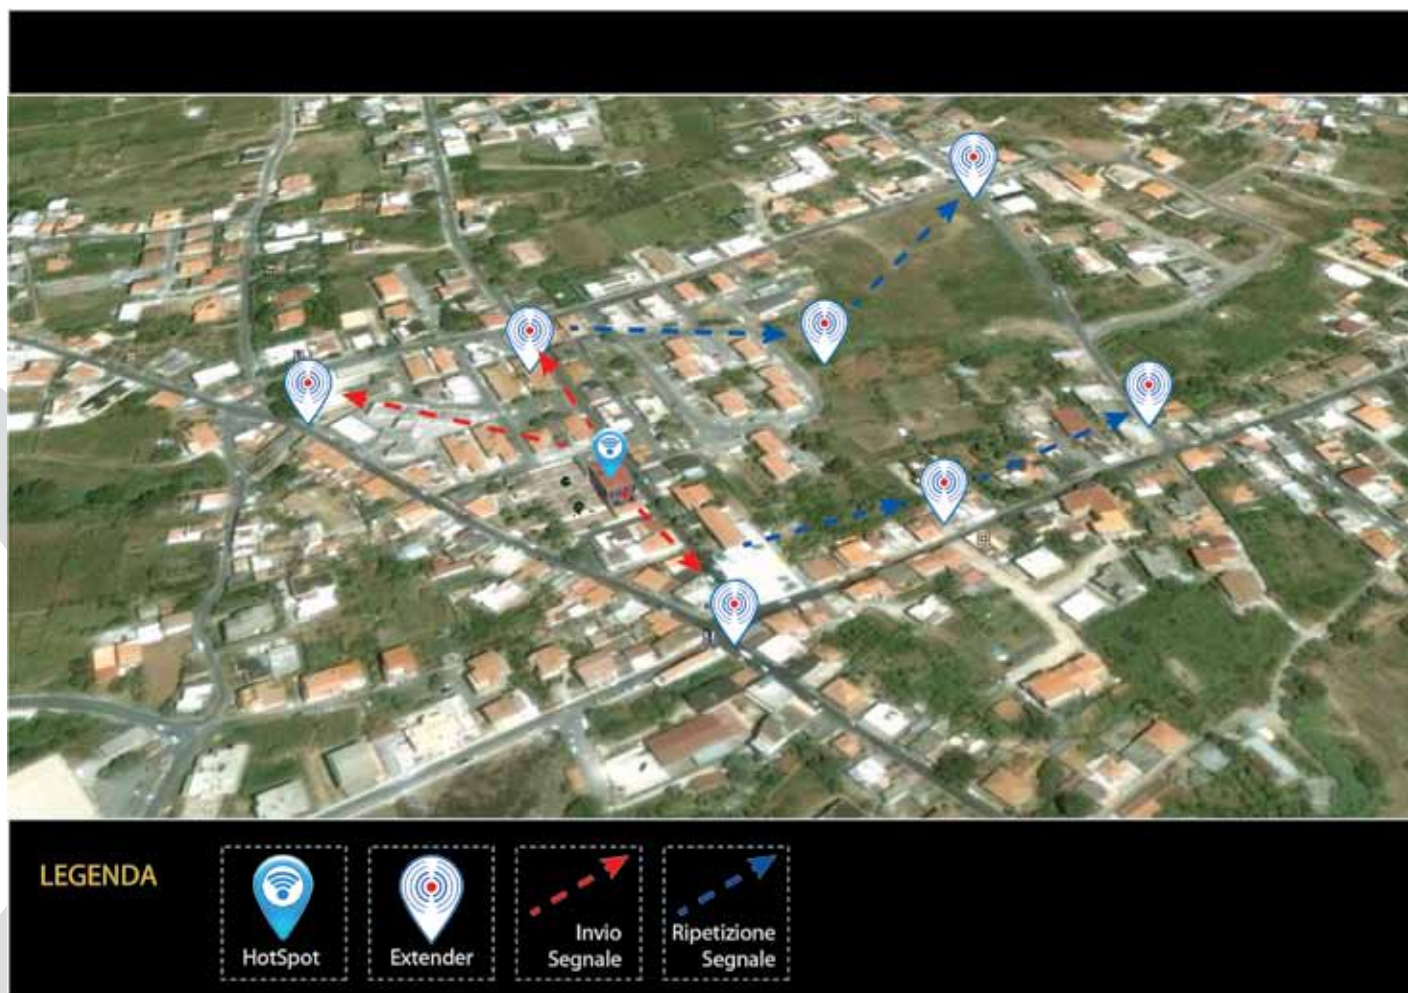 LEGENDA
HotSpot
Extender
Invio
Segnale
Ripetizione
Segnale